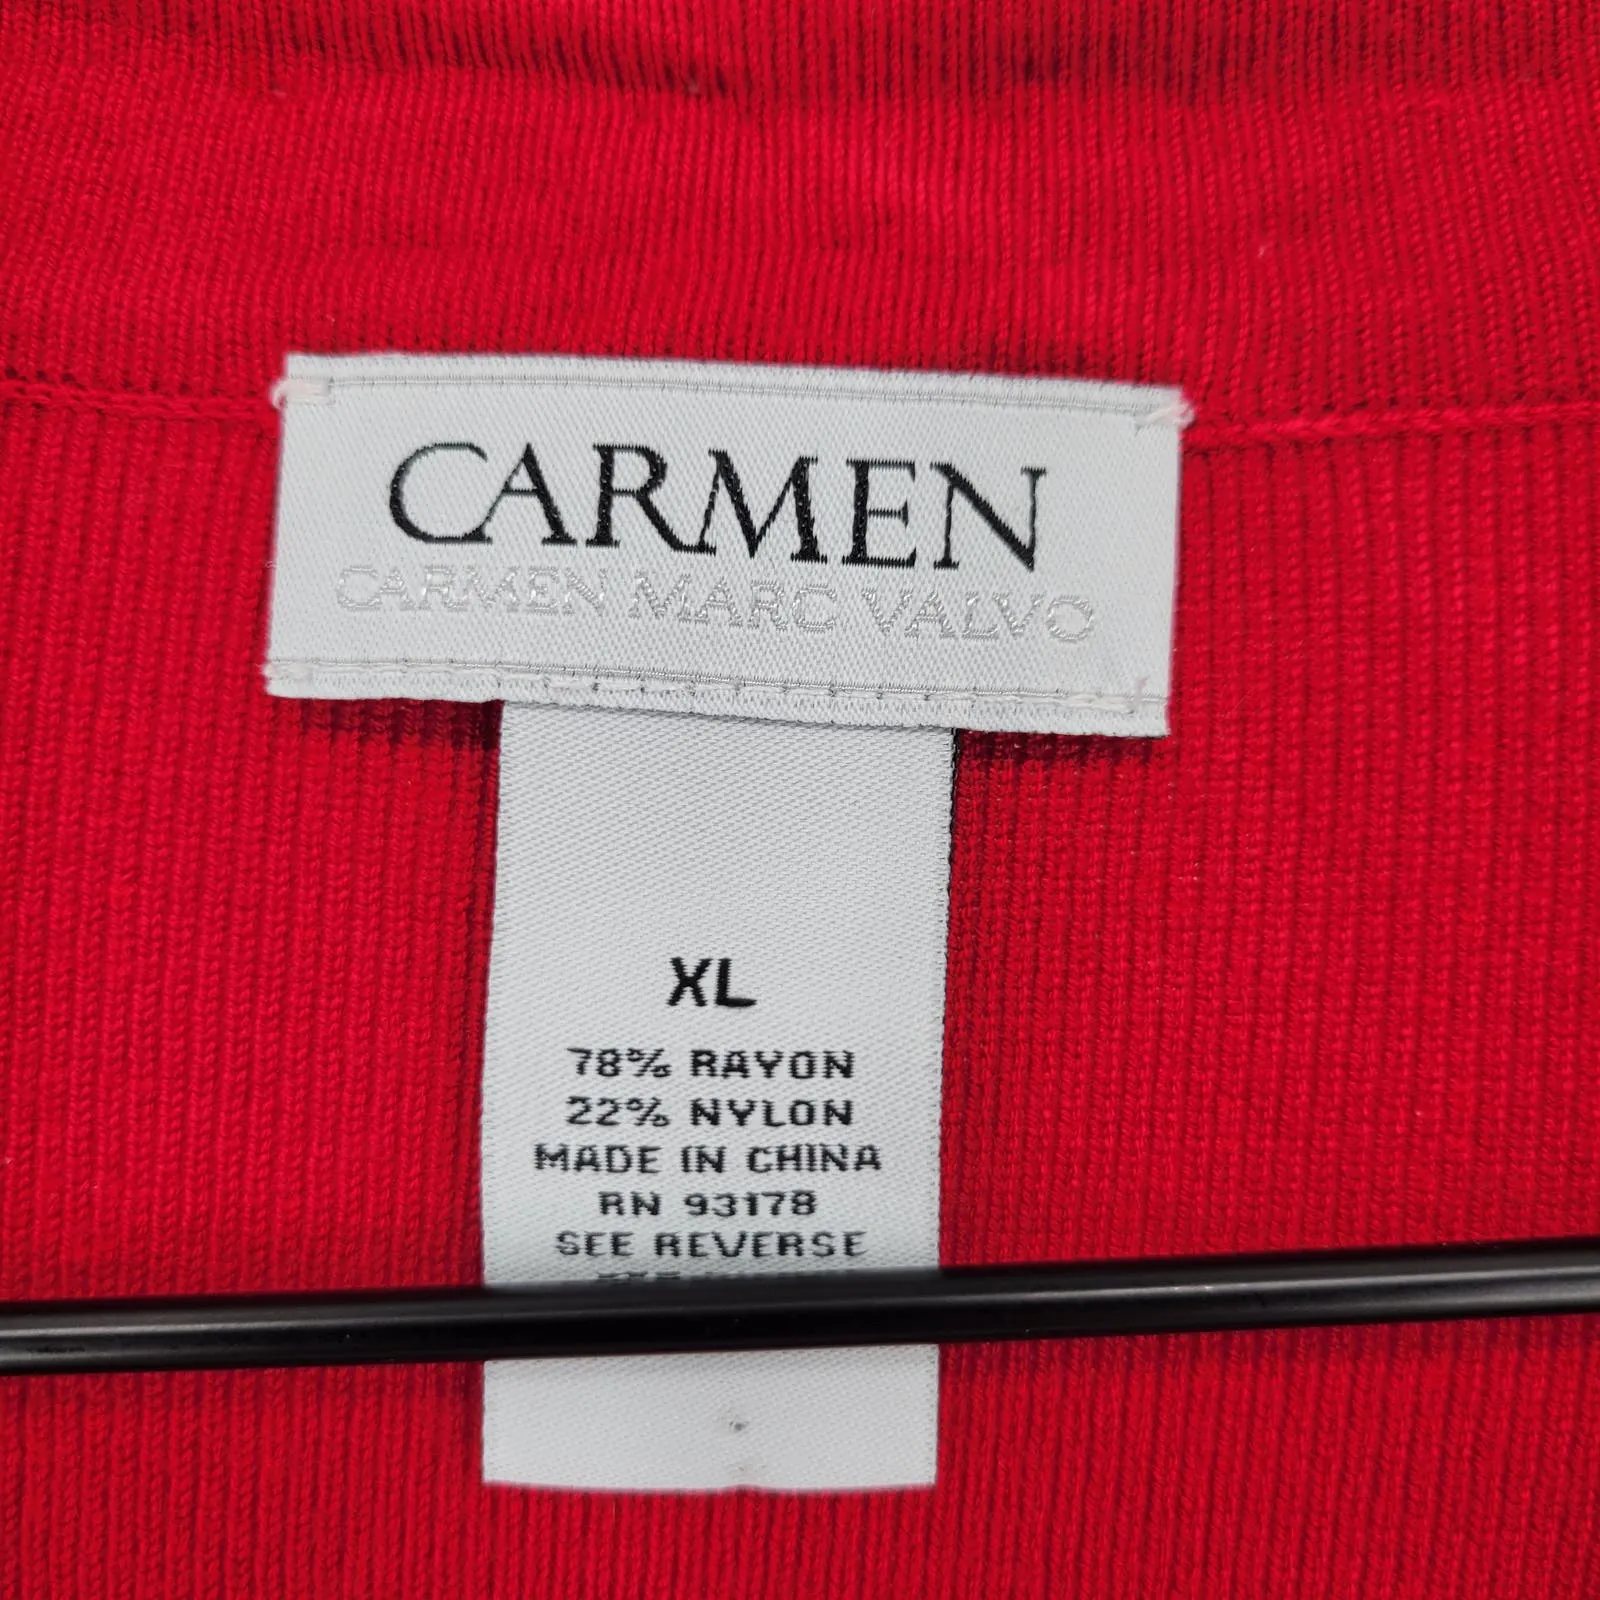 CARMEN
CARMEN MARC VALVO
XL
78% RAYON
22% NYLON
MADE IN CHINA
RN 93178
SEE REVERSE